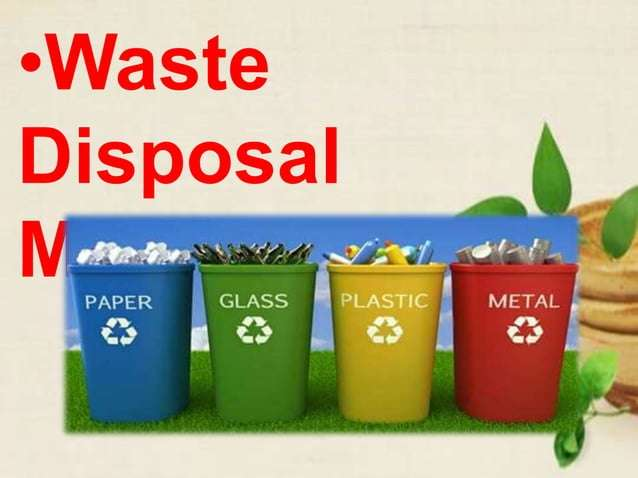 •Waste
Disposal
PAPER
GLASS
PLASTIC
METAL